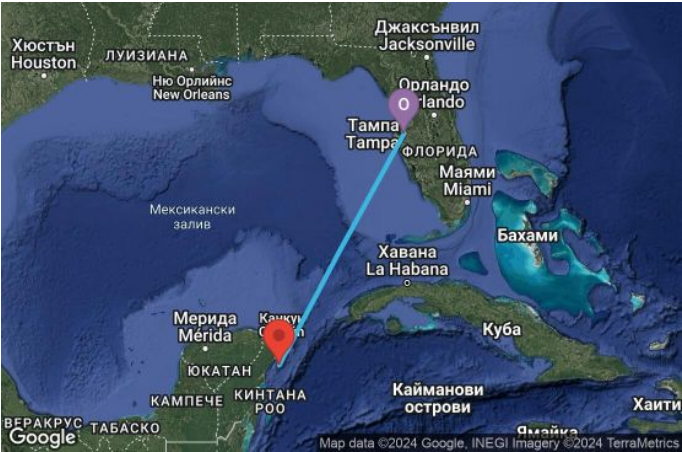 Джаксънвил
Jacksonville
Хюстън
Houston
ЛУИЗИАНА
Ню Орлийнс
New Orleans
Орландо
O
Тампа
Tampa
ФЛОРИДА
Маями
Miami
Мексикански
залив
Бахами
Хавана
La Habana
Мерида
Mérida
Куба
ЮКАТАН
КАМПЕЧЕ
КИНТАНА
РОО
Кайманови
острови
Хаити
ВЕРАКРУС
ТАБАСКО
Ямайка
Google
Map data ©2024 Google, INEGI Imagery ©2024 TerraMetrics